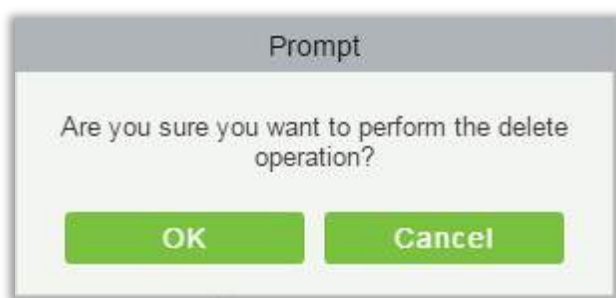 Prompt
Are you sure you want to perform the delete
operation?
OK
Cancel